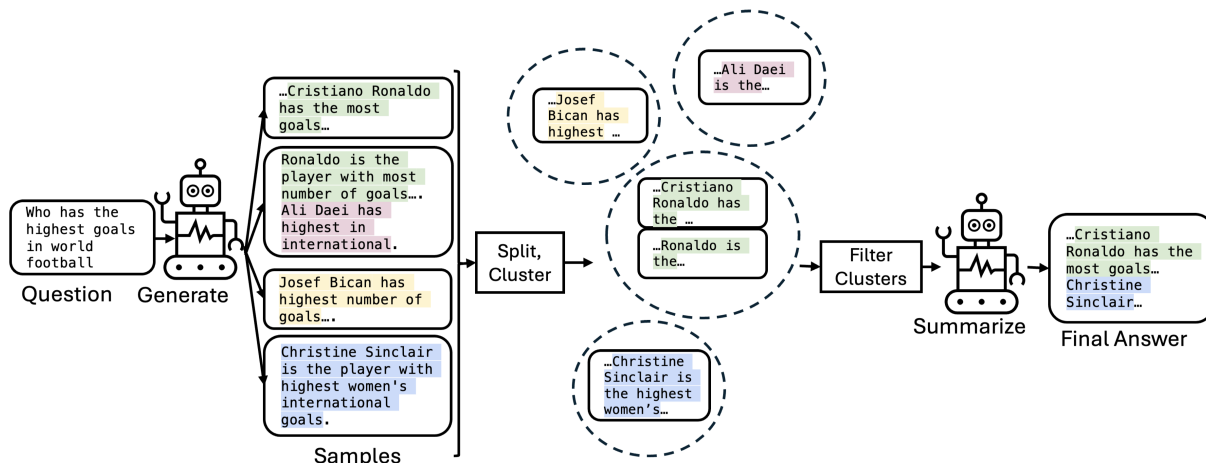 Who has the
highest goals
in world
football
Question
Generate
…Cristiano Ronaldo
has the most
goals…
Ronaldo is the
player with most
number of goals….
Ali Daei has
highest in
international.
Josef Bican has
highest number of
goals….
Christine Sinclair
is the player with
highest women's
international
goals.
Samples
Split,
Cluster
…Josef
Bican has
highest …
…Ali Daei
is the…
…Cristiano
Ronaldo has
the …
…Ronaldo is
the…
…Christine
Sinclair is
the highest
women’s…
Filter
Clusters
Summarize
…Cristiano
Ronaldo has the
most goals…
Christine
Sinclair…
Final Answer